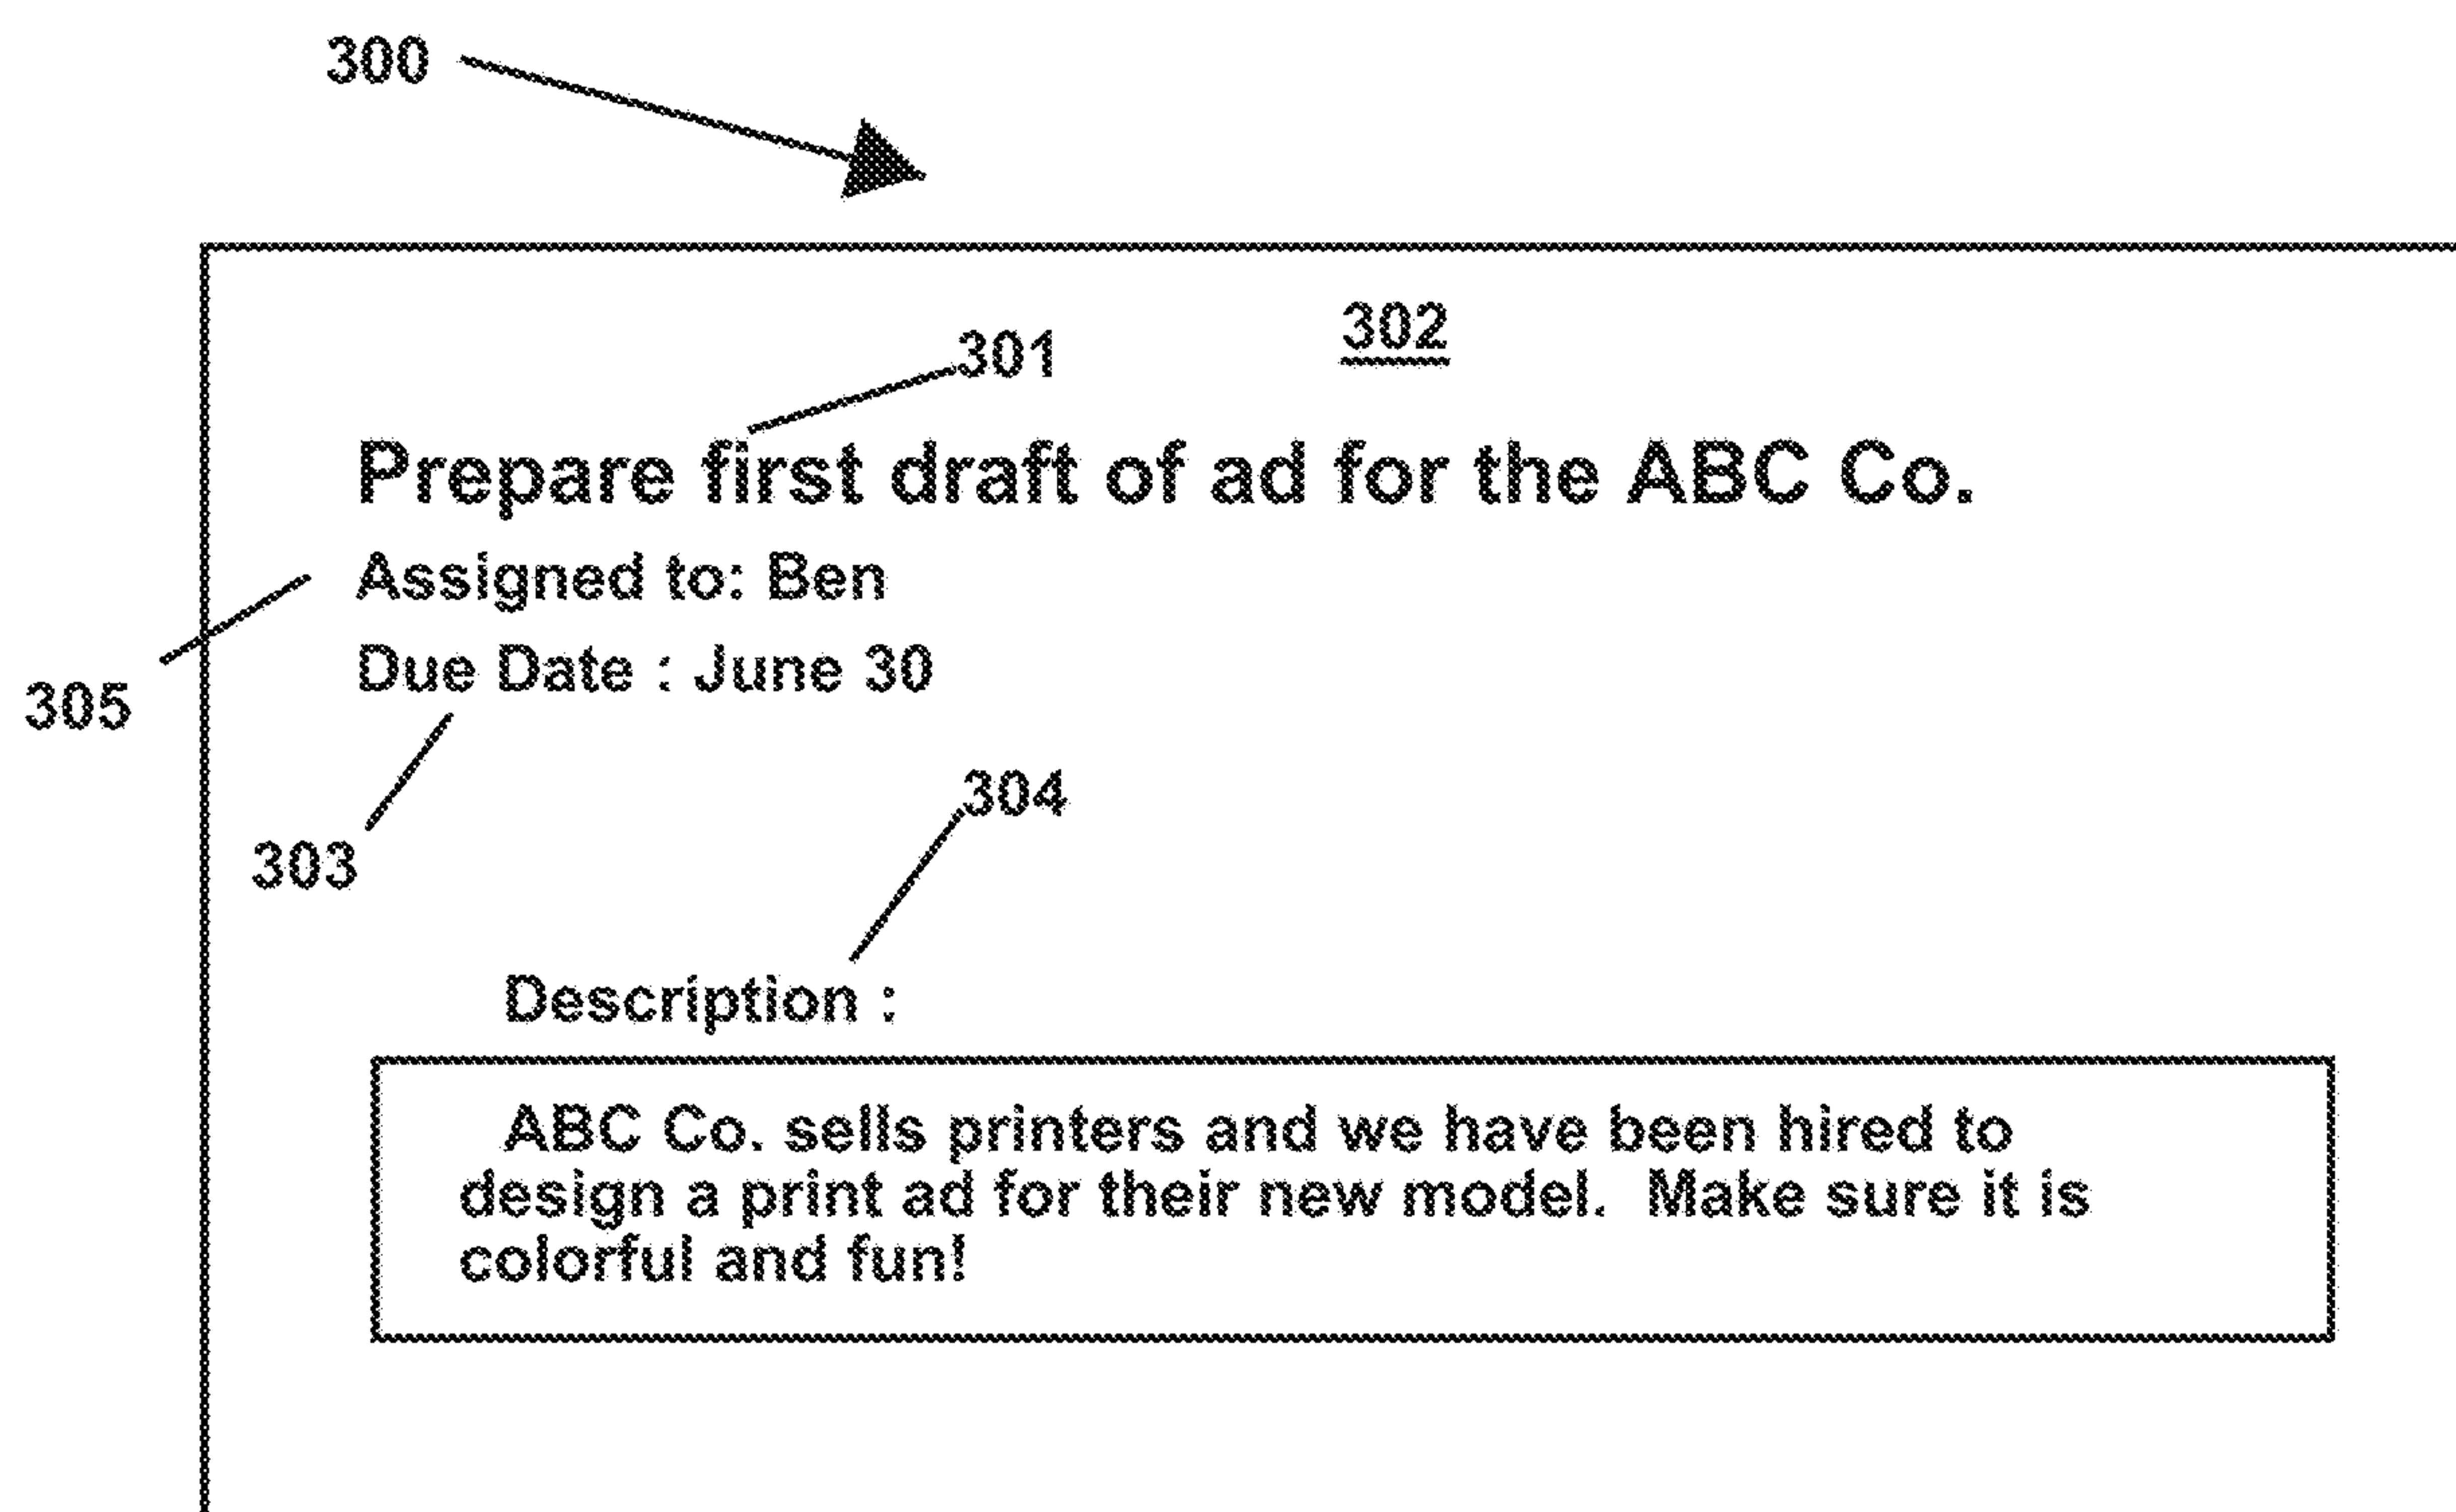 300
302
301
Prepare first draft of ad for the ABC Co.
Assigned to: Ben
Due Date : June 30
305
304
303
Description :
ABC Co. sells printers and we have been hired to
design a print ad for their new model.  Make sure it is
colorful and fun!